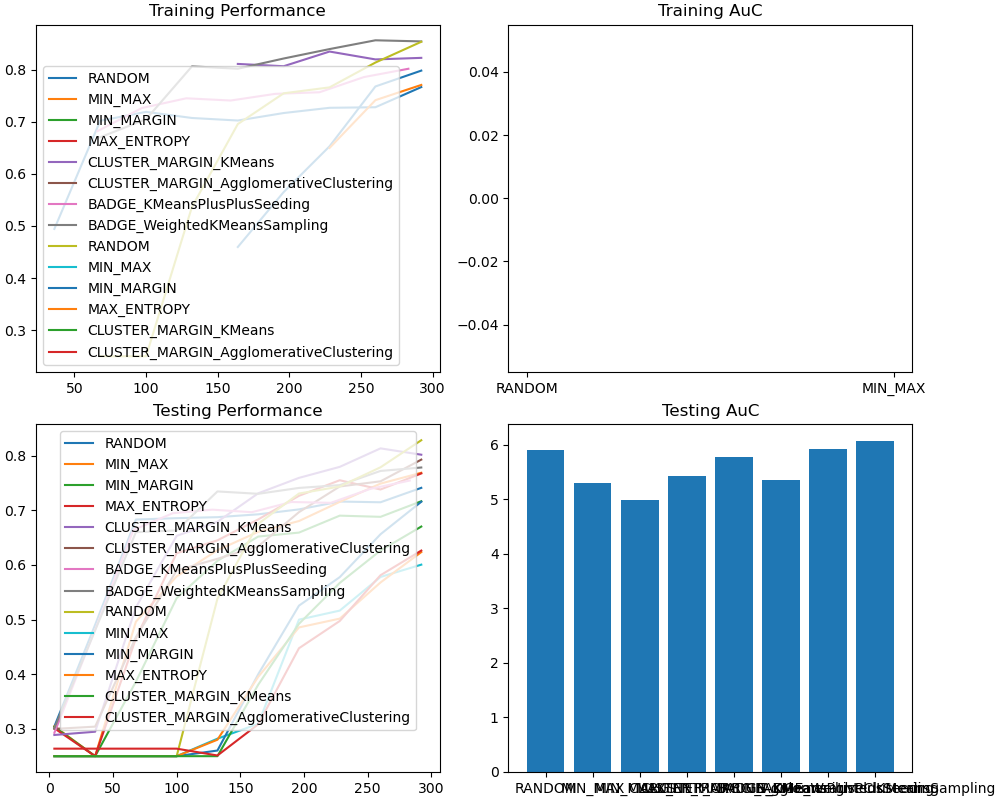 Training Performance
0.8
0.7
0.6
0.5
0.4
0.3
RANDOM
MIN_MAX
MIN_MARGIN
MAX_ENTROPY
CLUSTER_MARGIN_KMeans
CLUSTER_MARGIN_AgglomerativeClustering
BADGE_KMeansPlusPlusSeeding
BADGE_WeightedKMeansSampling
RANDOM
MIN_MAX
MIN_MARGIN
MAX_ENTROPY
CLUSTER_MARGIN_KMeans
CLUSTER_MARGIN_AgglomerativeClustering
50 100 150 200 250 300
Training AuC
0.04
0.02
0.00
−0.02
−0.04
RANDOM MIN_MAX
Testing Performance
0.8
0.7
0.6
0.5
0.4
0.3
RANDOM
MIN_MAX
MIN_MARGIN
MAX_ENTROPY
CLUSTER_MARGIN_KMeans
CLUSTER_MARGIN_AgglomerativeClustering
BADGE_KMeansPlusPlusSeeding
BADGE_WeightedKMeansSampling
RANDOM
MIN_MAX
MIN_MARGIN
MAX_ENTROPY
CLUSTER_MARGIN_KMeans
CLUSTER_MARGIN_AgglomerativeClustering
0 50 100 150 200 250 300
Testing AuC
6
5
4
3
2
1
0
RANDOM